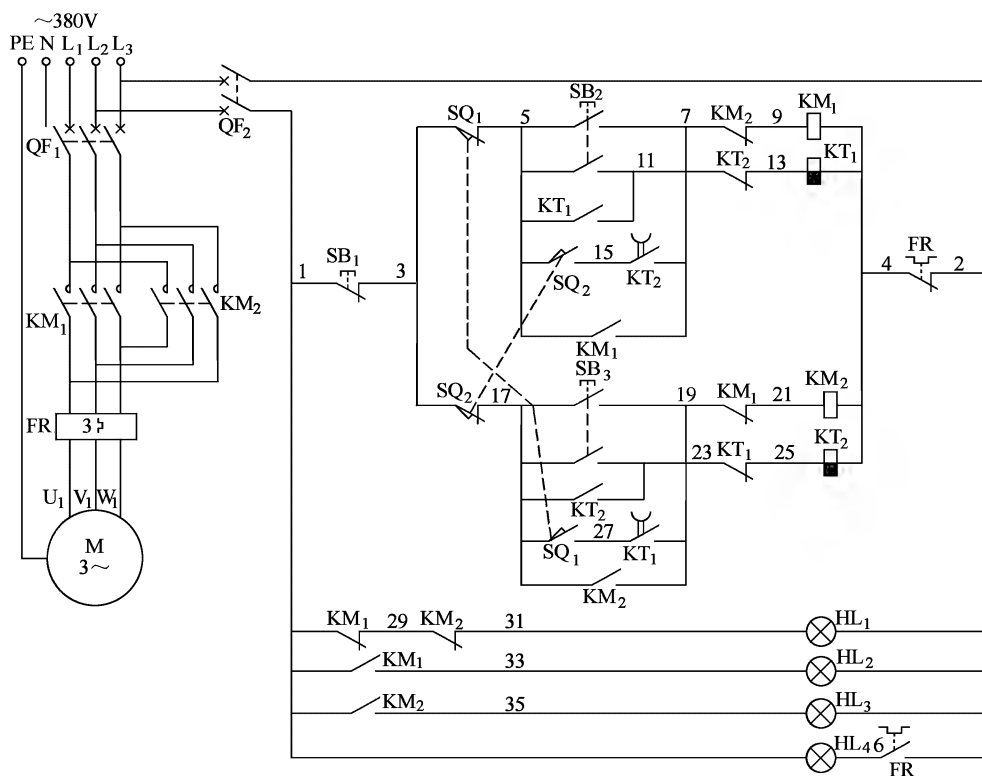 ~380V
PE N L₁ L₂ L₃
QF₁
QF₂
KM₁
KM₂
FR
3
U₁ V₁ W₁
M
3~
1
SB₁
3
SQ₁
5
SB₂
7
KM₂
9
KM₁
11
KT₂
13
KT₁
KT₁
SQ₂
15
KT₂
KM₁
4
FR
2
SQ₂
17
SB₃
19
KM₁
21
KM₂
23
KT₁
25
KT₂
KT₂
SQ₁
27
KT₁
KM₂
KM₁
29
KM₂
31
HL₁
KM₁
33
HL₂
KM₂
35
HL₃
HL₄
6
FR